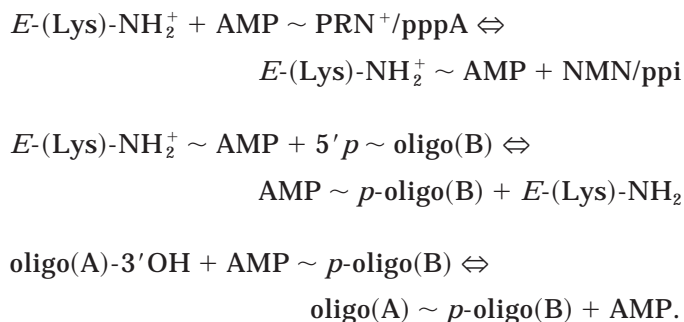 E-(Lys)-NH₂⁺ + AMP ~ PRN⁺/pppA ⇔
E-(Lys)-NH₂⁺ ~ AMP + NMN/ppi
E-(Lys)-NH₂⁺ ~ AMP + 5′p ~ oligo(B) ⇔
AMP ~ p-oligo(B) + E-(Lys)-NH₂
oligo(A)-3′OH + AMP ~ p-oligo(B) ⇔
oligo(A) ~ p-oligo(B) + AMP.